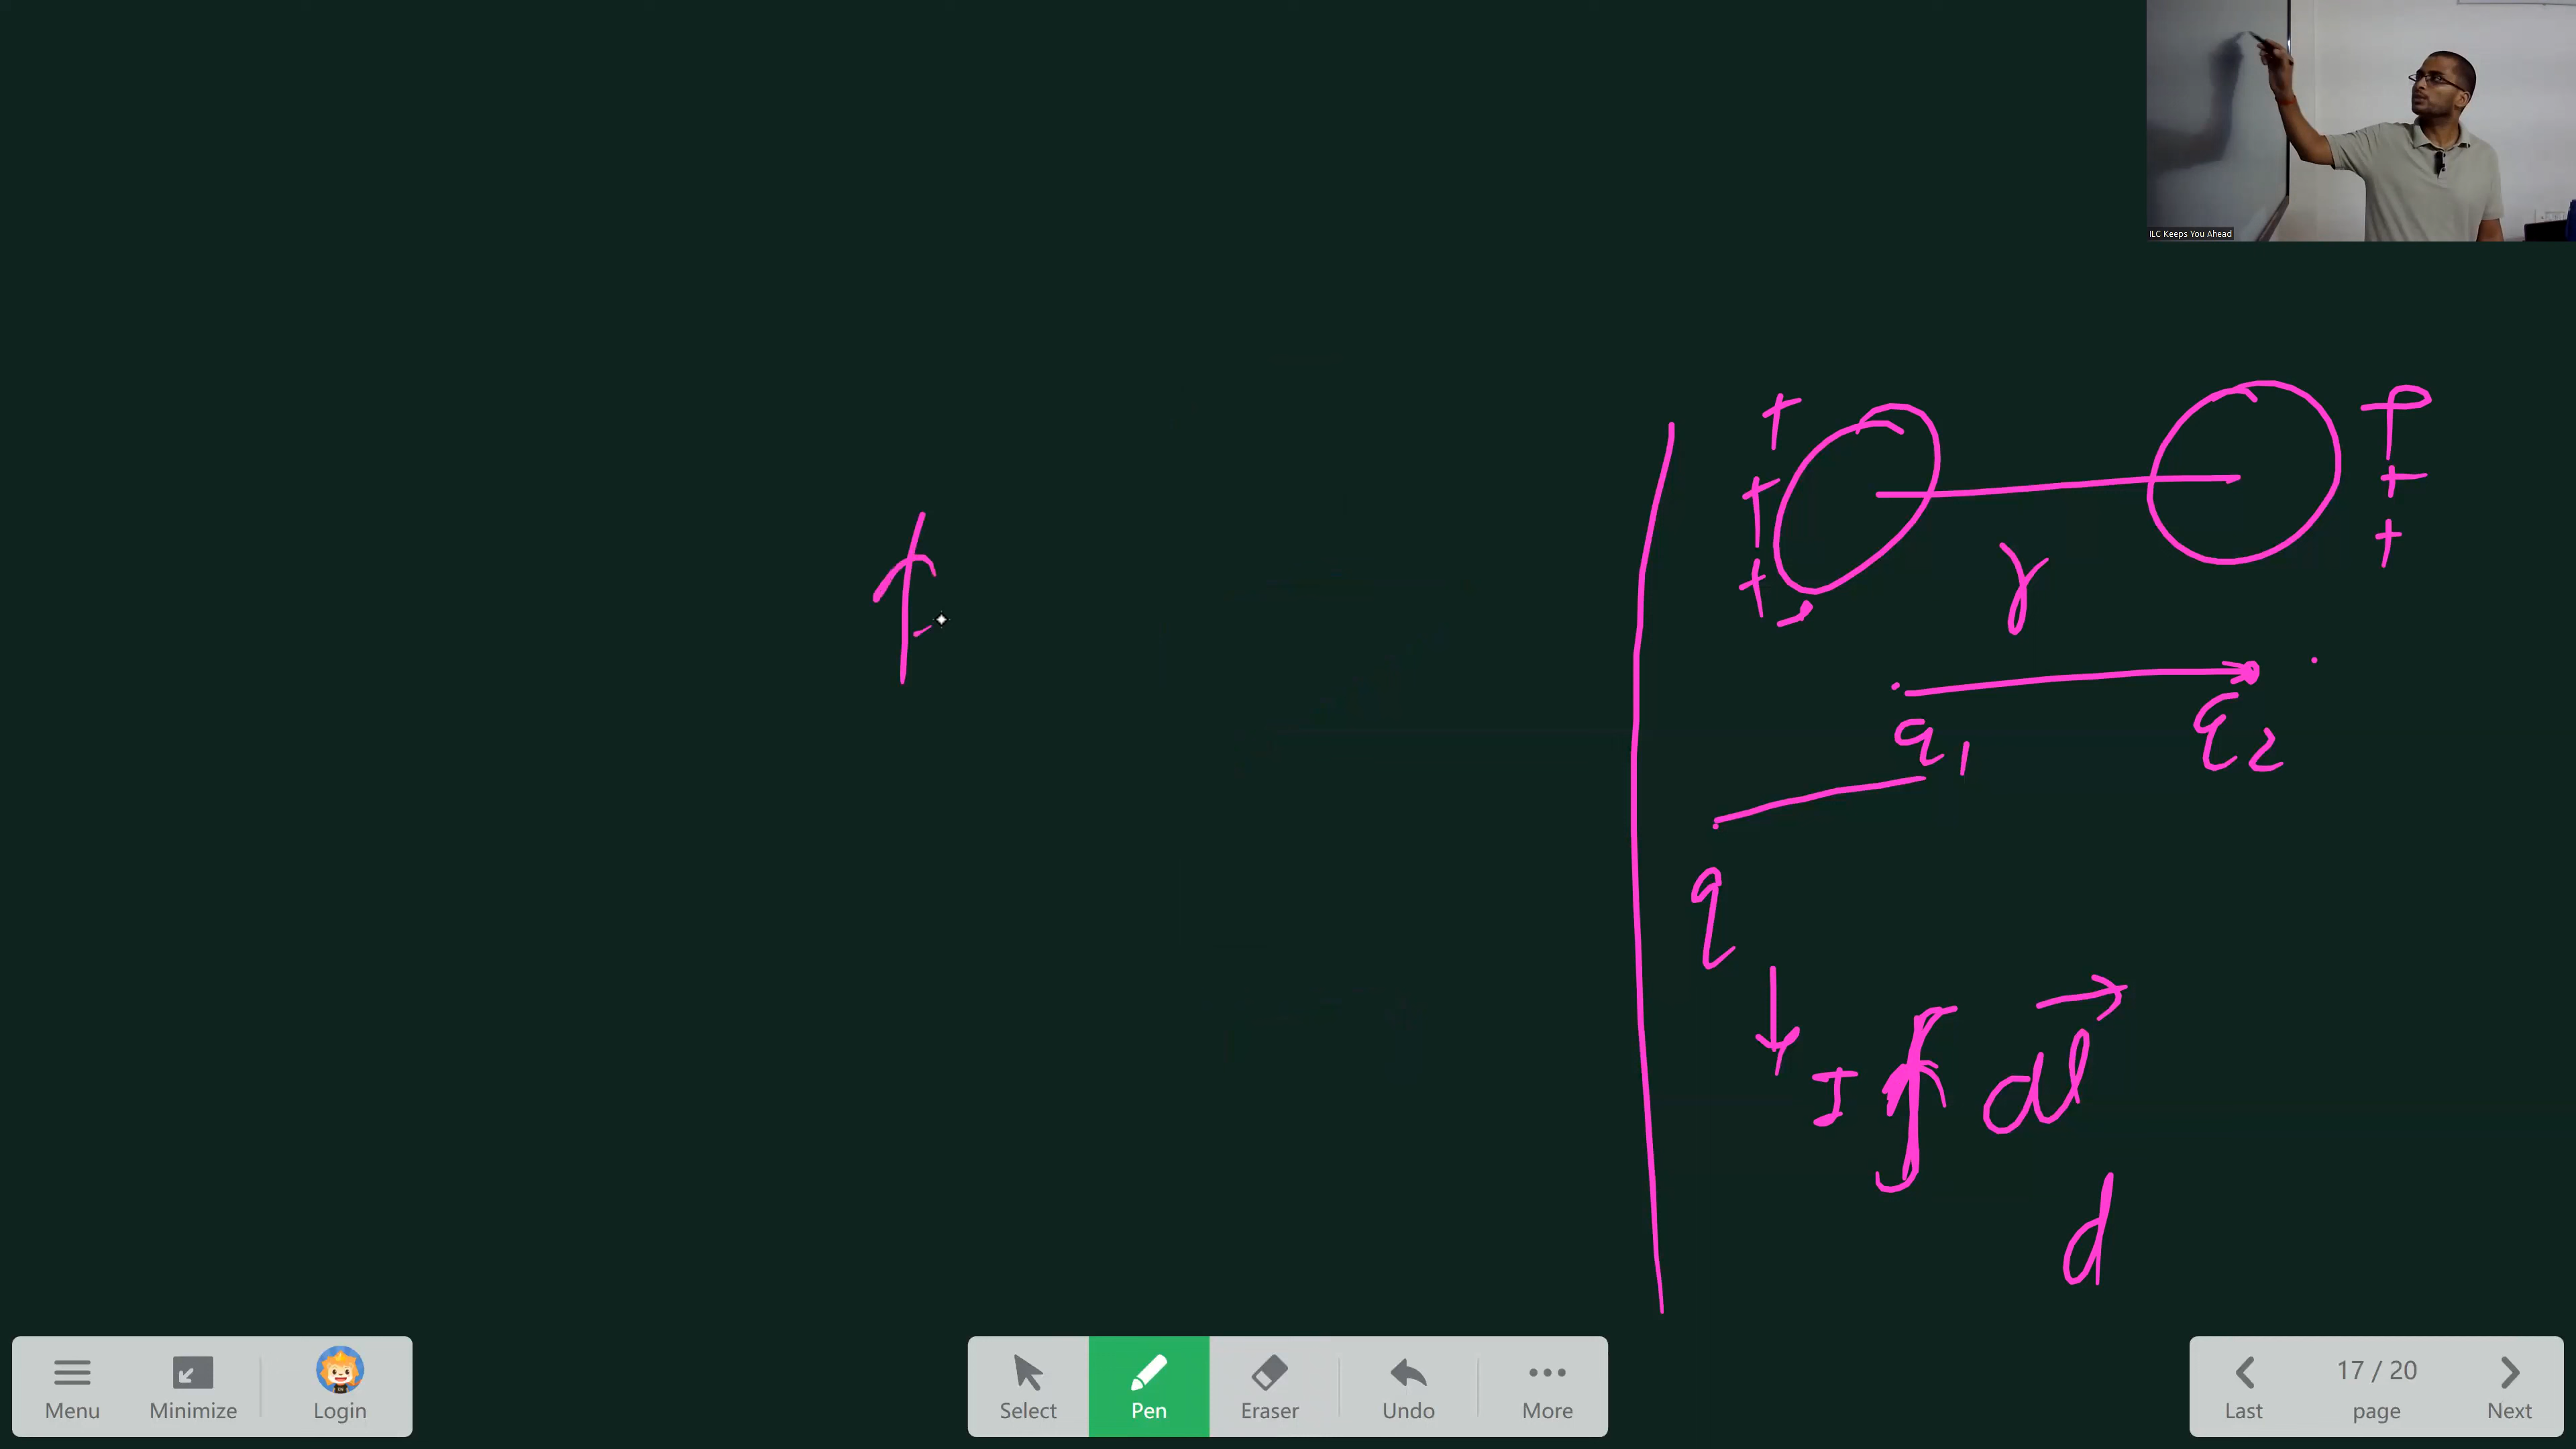 ILC Keeps You Ahead
+ +
+ +
+ +
r
q1 q2
q
I ∫ dl
d
Menu Minimize Login Select Pen Eraser Undo More Last 17 / 20 page Next